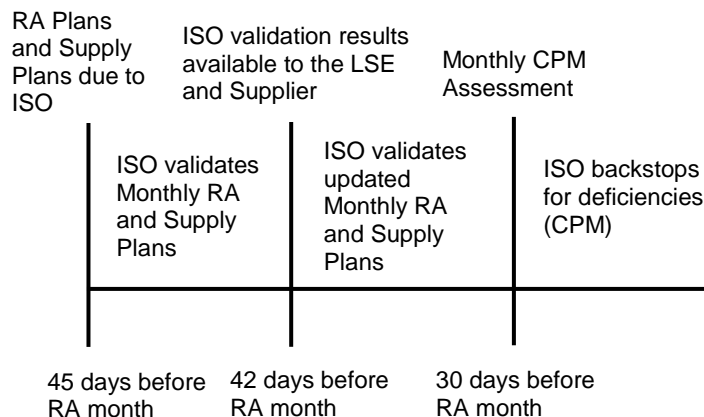 RA Plans
and Supply
Plans due to
ISO
ISO validation results
available to the LSE
and Supplier
Monthly CPM
Assessment
ISO validates
Monthly RA
and Supply
Plans
ISO validates
updated
Monthly RA
and Supply
Plans
ISO backstops
for deficiencies
(CPM)
45 days before
RA month
42 days before
RA month
30 days before
RA month